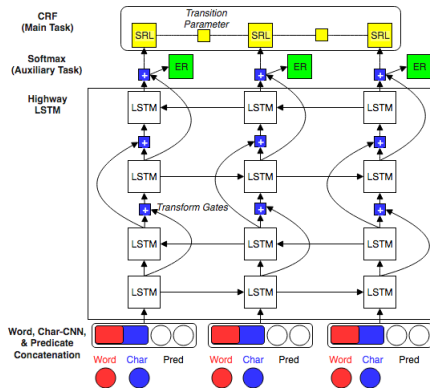 CRF
(Main Task)
Transition
Parameter
SRL SRL SRL
Softmax
(Auxiliary Task)
ER ER ER
+ + +
Highway
LSTM
LSTM LSTM LSTM
+ + +
LSTM LSTM LSTM
Transform Gates
+ + +
LSTM LSTM LSTM
LSTM LSTM LSTM
Word, Char-CNN,
& Predicate
Concatenation
Word Char Pred Word Char Pred Word Char Pred